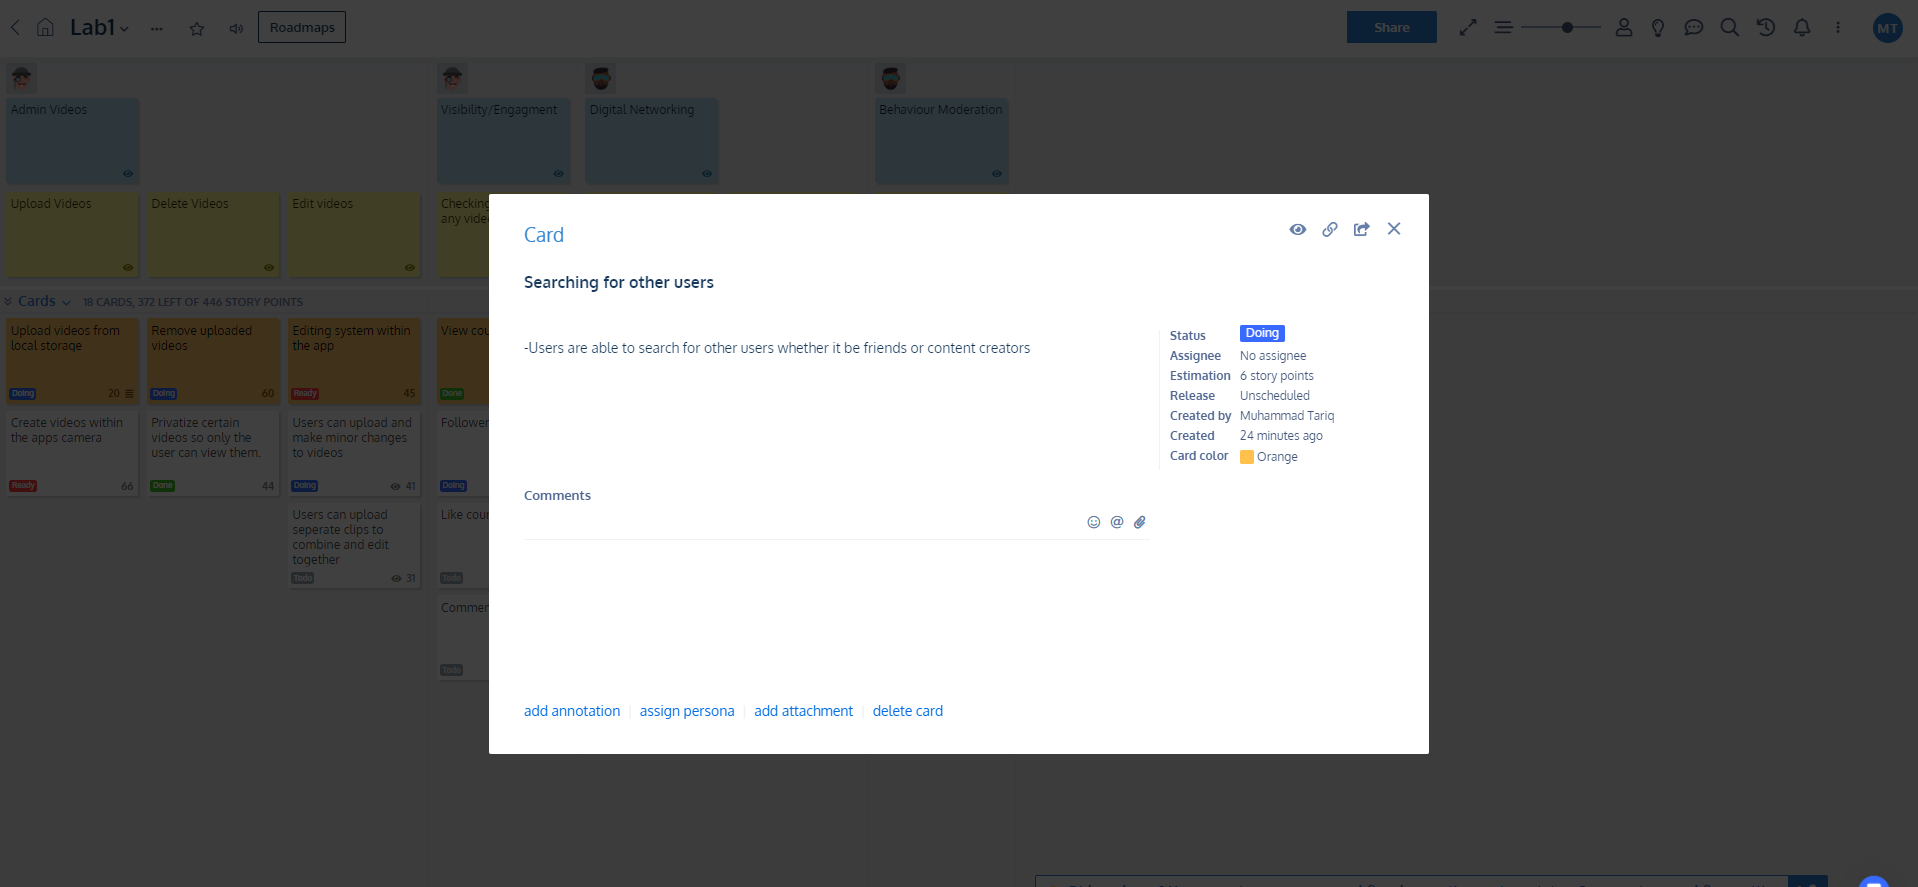 Lab1
Roadmaps
Share
MT
Admin Videos
Visibility/Engagment
Digital Networking
Behaviour Moderation
Upload Videos
Delete Videos
Edit videos
Checking
any vide
Cards
18 CARDS, 372 LEFT OF 446 STORY POINTS
Upload videos from
local storage
Doing
20
Remove uploaded
videos
Doing
60
Editing system within
the app
Ready
45
View cou
Done
Create videos within
the apps camera
Ready
66
Privatize certain
videos so only the
user can view them.
Done
44
Users can upload and
make minor changes
to videos
Doing
41
Follower
Doing
Users can upload
seperate clips to
combine and edit
together
Todo
31
Like cour
Todo
Commen
Todo
Card
Searching for other users
-Users are able to search for other users whether it be friends or content creators
Status Doing
Assignee No assignee
Estimation 6 story points
Release Unscheduled
Created by Muhammad Tariq
Created 24 minutes ago
Card color Orange
Comments
@
add annotation | assign persona | add attachment | delete card